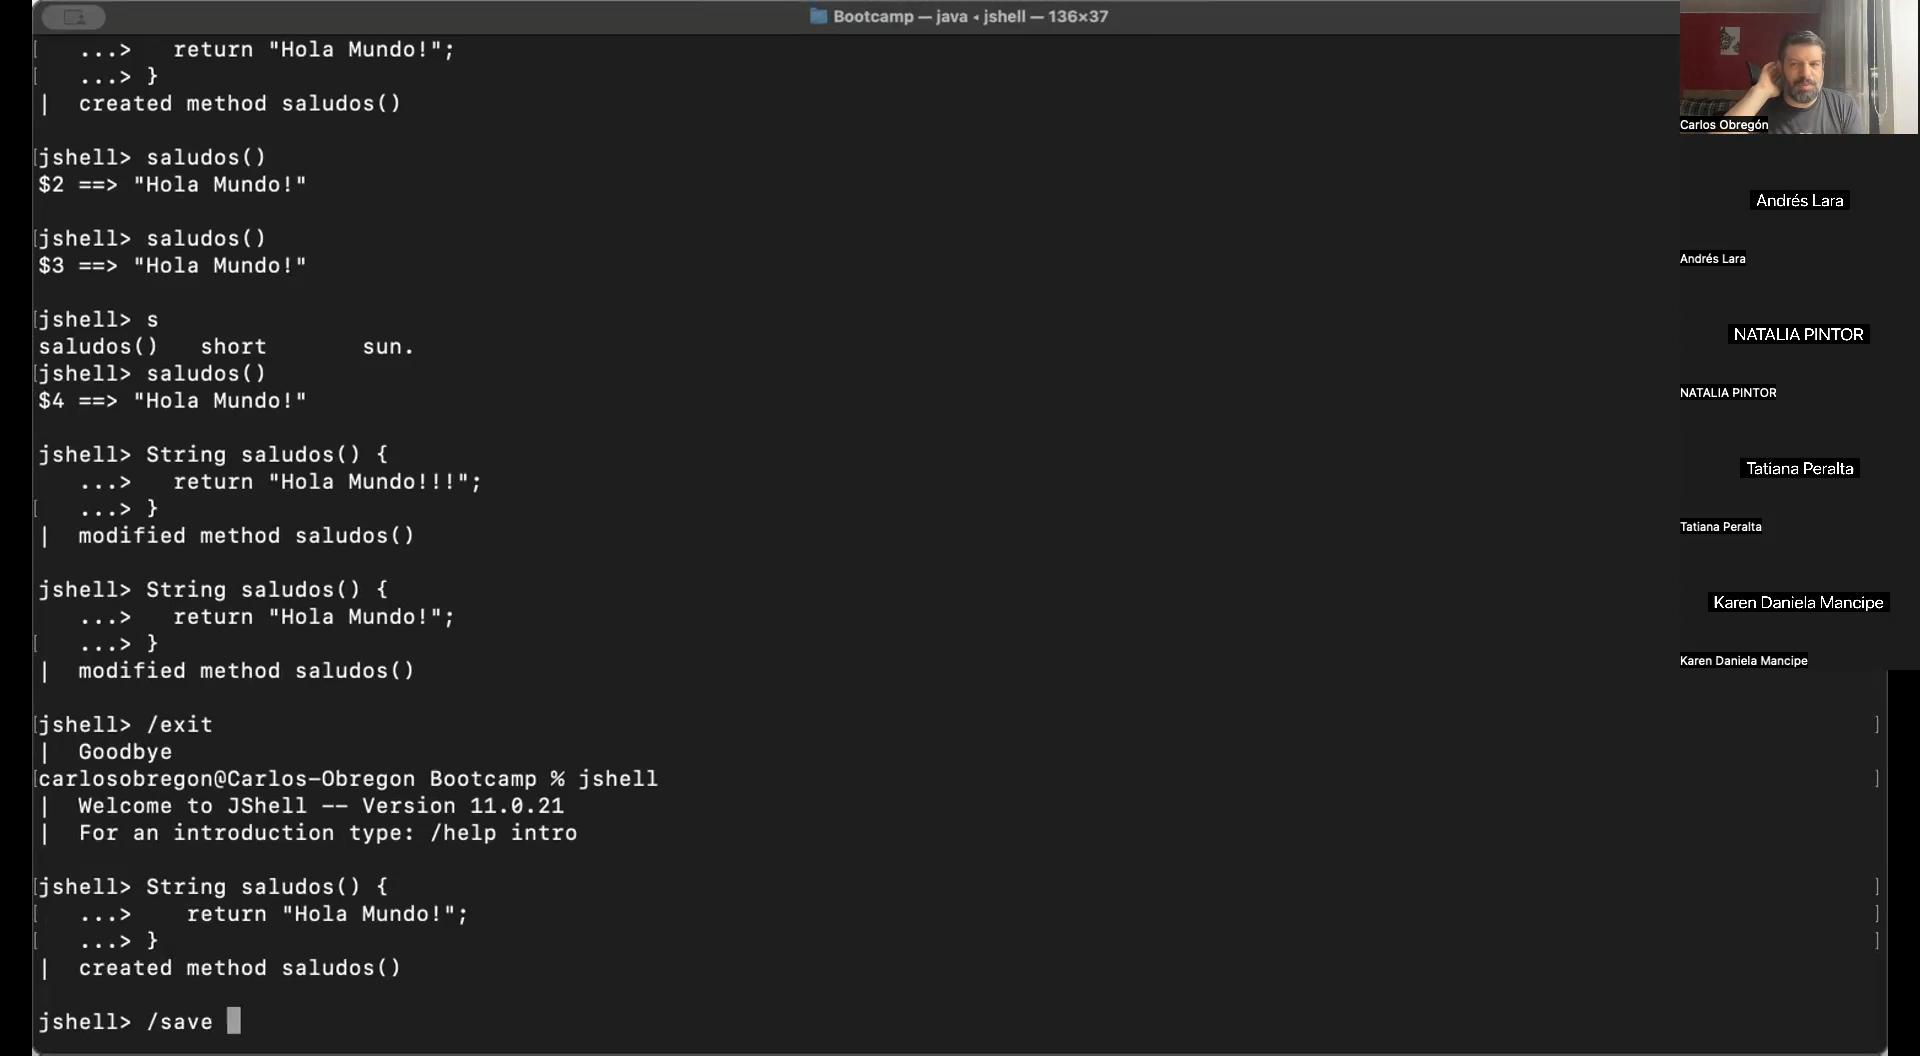 Bootcamp — java ◂ jshell — 136×37
...>   return "Hola Mundo!";
...> }
|  created method saludos()
jshell> saludos()
$2 ==> "Hola Mundo!"
jshell> saludos()
$3 ==> "Hola Mundo!"
jshell> s
saludos()   short       sun.
jshell> saludos()
$4 ==> "Hola Mundo!"
jshell> String saludos() {
...>   return "Hola Mundo!!!";
...> }
|  modified method saludos()
jshell> String saludos() {
...>   return "Hola Mundo!";
...> }
|  modified method saludos()
jshell> /exit
|  Goodbye
carlosobregon@Carlos-Obregon Bootcamp % jshell
|  Welcome to JShell -- Version 11.0.21
|  For an introduction type: /help intro
jshell> String saludos() {
...>    return "Hola Mundo!";
...> }
|  created method saludos()
jshell> /save
Carlos Obregón
Andrés Lara
Andrés Lara
NATALIA PINTOR
NATALIA PINTOR
Tatiana Peralta
Tatiana Peralta
Karen Daniela Mancipe
Karen Daniela Mancipe